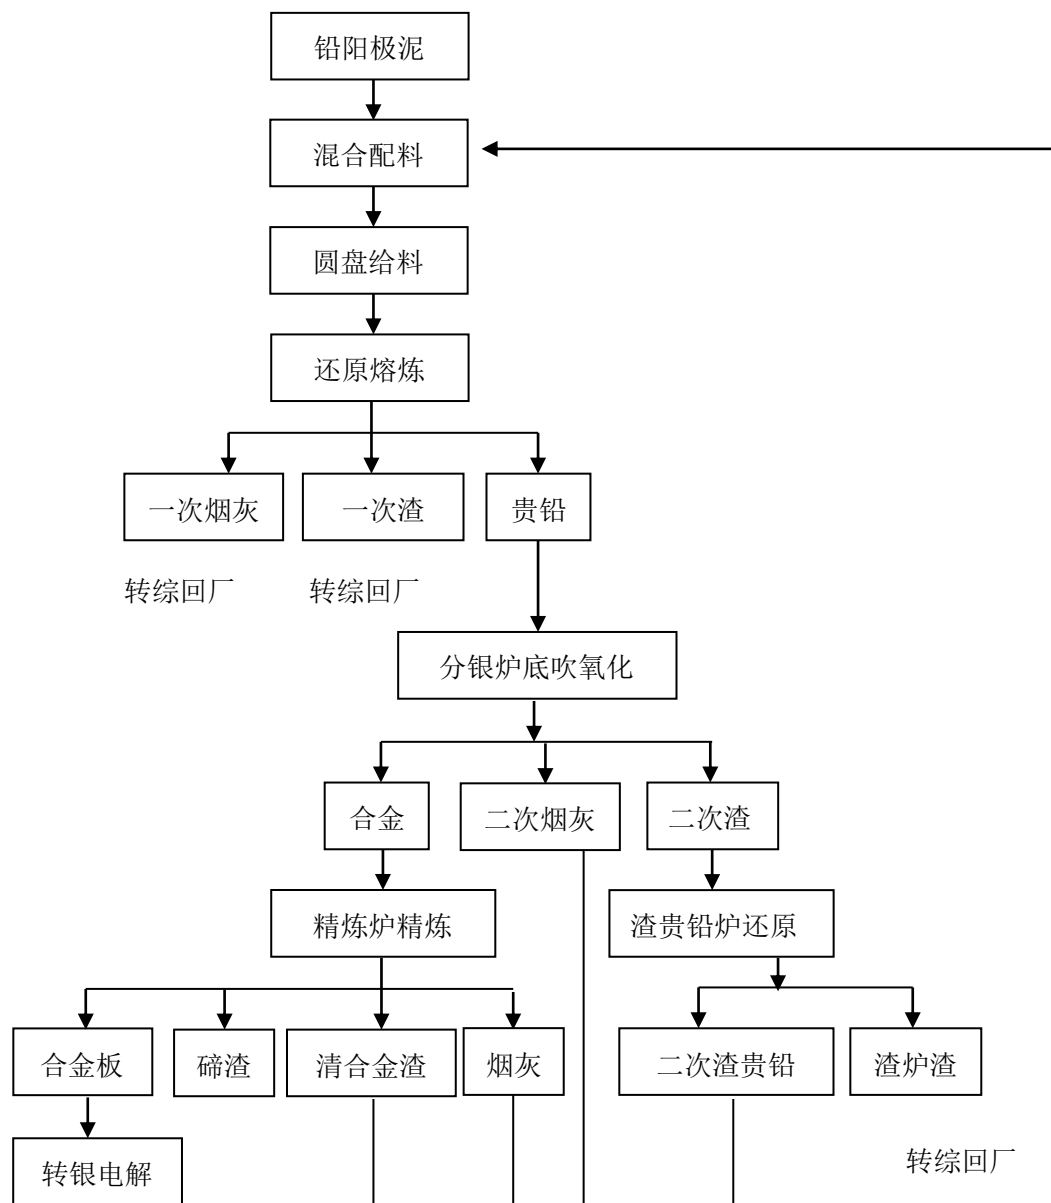 铅阳极泥
混合配料
圆盘给料
还原熔炼
一次烟灰 一次渣 贵铅
转综回厂 转综回厂
分银炉底吹氧化
合金 二次烟灰 二次渣
精炼炉精炼 渣贵铅炉还原
合金板 碲渣 清合金渣 烟灰 二次渣贵铅 渣炉渣
转银电解 转综回厂